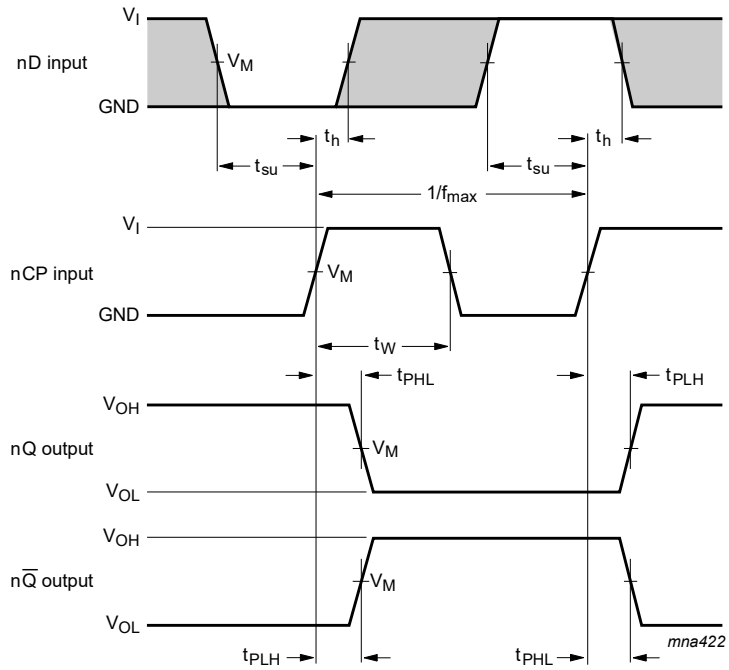 V_I
nD input
V_M
GND
t_h
t_h
t_su
t_su
1/f_max
V_I
nCP input
V_M
GND
t_W
t_PHL
t_PLH
V_OH
nQ output
V_M
V_OL
V_OH
nQ̅ output
V_M
V_OL
mna422
t_PLH
t_PHL